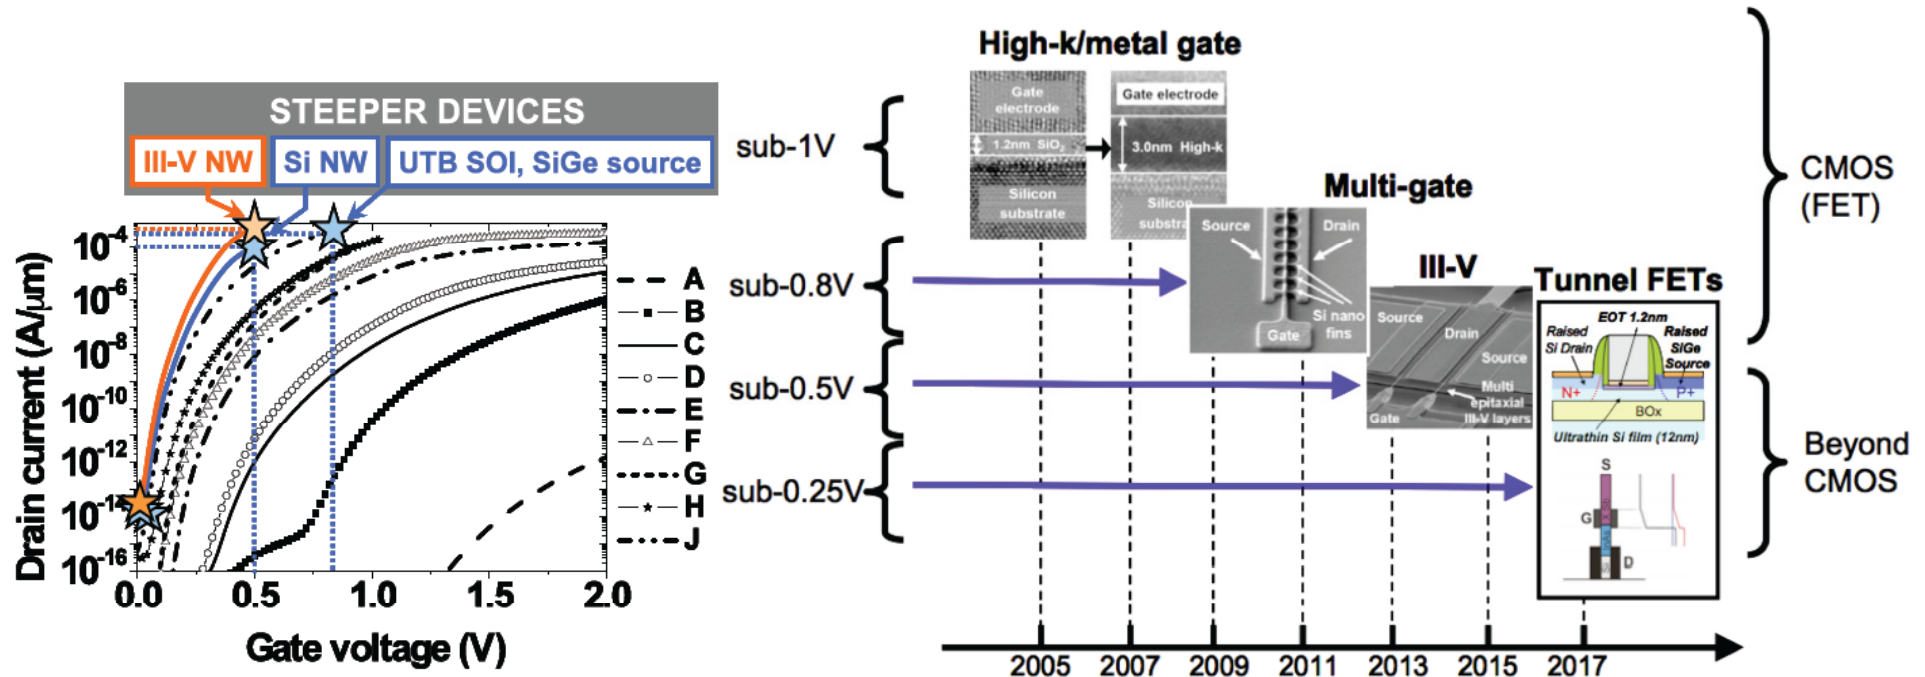 STEEPER DEVICES
III-V NW
Si NW
UTB SOI, SiGe source
Drain current (A/μm)
10⁻⁴
10⁻⁶
10⁻⁸
10⁻¹⁰
10⁻¹²
10⁻¹⁴
10⁻¹⁶
0.0 0.5 1.0 1.5 2.0
Gate voltage (V)
A
B
C
D
E
F
G
H
J
sub-1V
sub-0.8V
sub-0.5V
sub-0.25V
High-k/metal gate
Gate
electrode
1.2nm SiO₂
Silicon
substrate
Gate electrode
3.0nm High-k
Silicon
Multi-gate
Source
Drain
Si nano
fins
Gate
III-V
Source
Drain
Source
Multi
epitaxial
III-V layers
Gate
Tunnel FETs
EOT 1.2nm
Raised
Si Drain
Raised
SiGe
Source
N+
P+
BOx
Ultrathin Si film (12nm)
S
G
D
2005 2007 2009 2011 2013 2015 2017
CMOS
(FET)
Beyond
CMOS